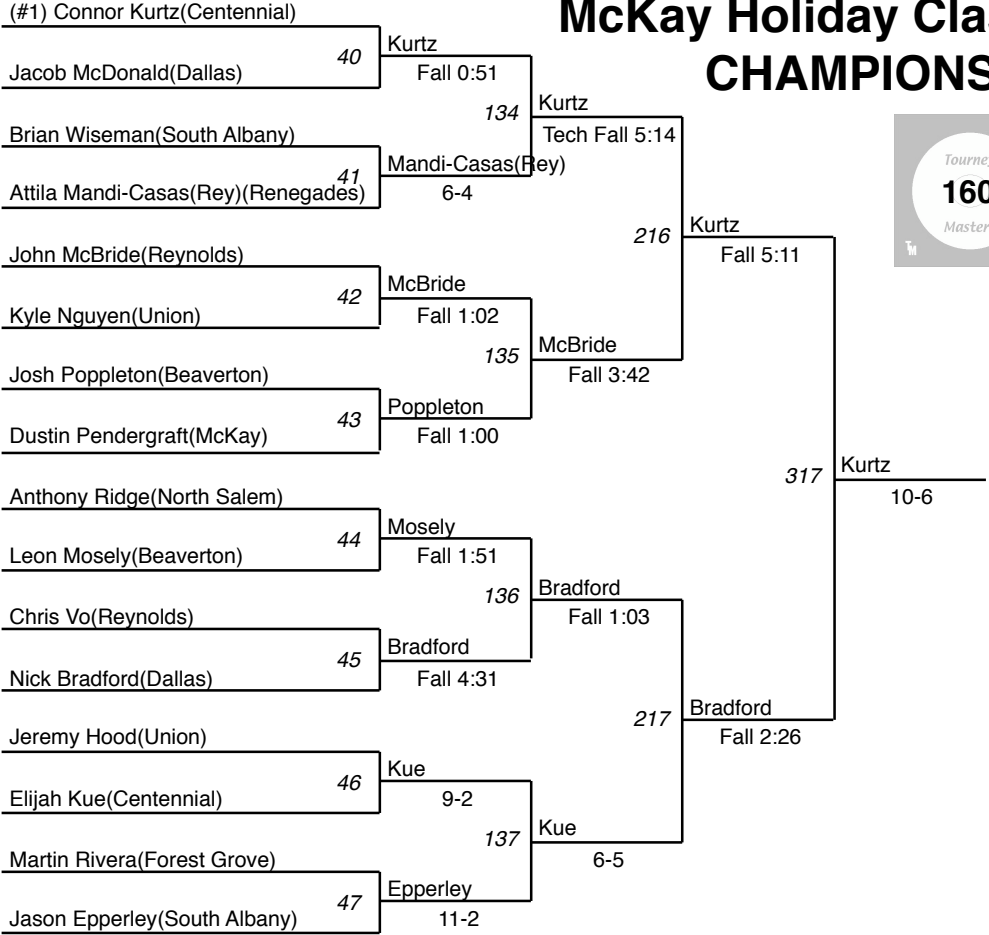 (#1) Connor Kurtz(Centennial)
McKay Holiday Clas
CHAMPIONS
40
Kurtz
Fall 0:51
Jacob McDonald(Dallas)
134
Kurtz
Tech Fall 5:14
Brian Wiseman(South Albany)
41
Mandi-Casas(Rey)
6-4
Attila Mandi-Casas(Rey)(Renegades)
Tourne
160
Master
TM
216
Kurtz
Fall 5:11
John McBride(Reynolds)
42
McBride
Fall 1:02
Kyle Nguyen(Union)
135
McBride
Fall 3:42
Josh Poppleton(Beaverton)
43
Poppleton
Fall 1:00
Dustin Pendergraft(McKay)
317
Kurtz
10-6
Anthony Ridge(North Salem)
44
Mosely
Fall 1:51
Leon Mosely(Beaverton)
136
Bradford
Fall 1:03
Chris Vo(Reynolds)
45
Bradford
Fall 4:31
Nick Bradford(Dallas)
217
Bradford
Fall 2:26
Jeremy Hood(Union)
46
Kue
9-2
Elijah Kue(Centennial)
137
Kue
6-5
Martin Rivera(Forest Grove)
47
Epperley
11-2
Jason Epperley(South Albany)